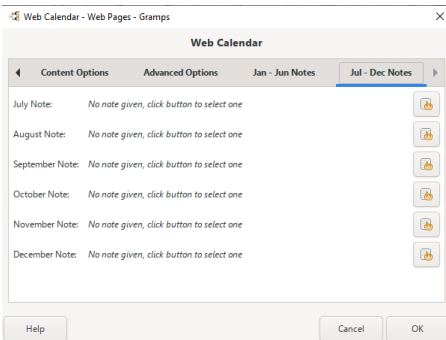 Web Calendar - Web Pages - Gramps
Web Calendar
Content Options Advanced Options Jan - Jun Notes Jul - Dec Notes
July Note: No note given, click button to select one
August Note: No note given, click button to select one
September Note: No note given, click button to select one
October Note: No note given, click button to select one
November Note: No note given, click button to select one
December Note: No note given, click button to select one
Help Cancel OK